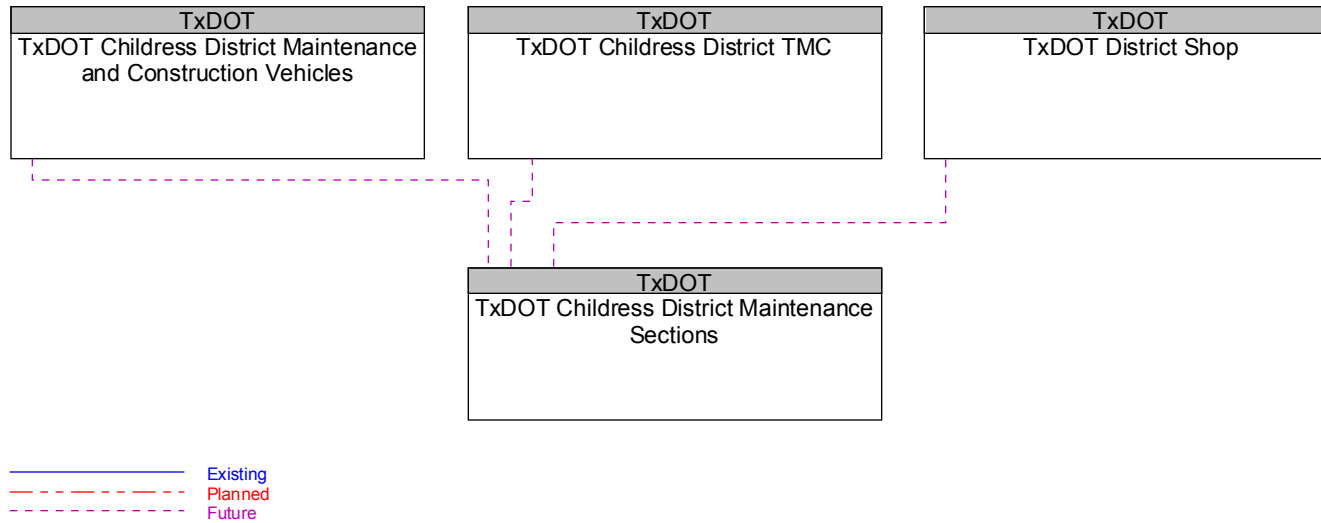 TxDOT
TxDOT Childress District Maintenance
and Construction Vehicles
TxDOT
TxDOT Childress District TMC
TxDOT
TxDOT District Shop
TxDOT
TxDOT Childress District Maintenance
Sections
Existing
Planned
Future